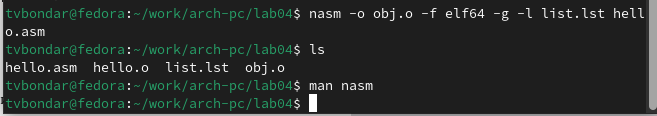 tvbondar@fedora:~/work/arch-pc/lab04$ nasm -o obj.o -f elf64 -g -l list.lst hell
o.asm
tvbondar@fedora:~/work/arch-pc/lab04$ ls
hello.asm  hello.o  list.lst  obj.o
tvbondar@fedora:~/work/arch-pc/lab04$ man nasm
tvbondar@fedora:~/work/arch-pc/lab04$